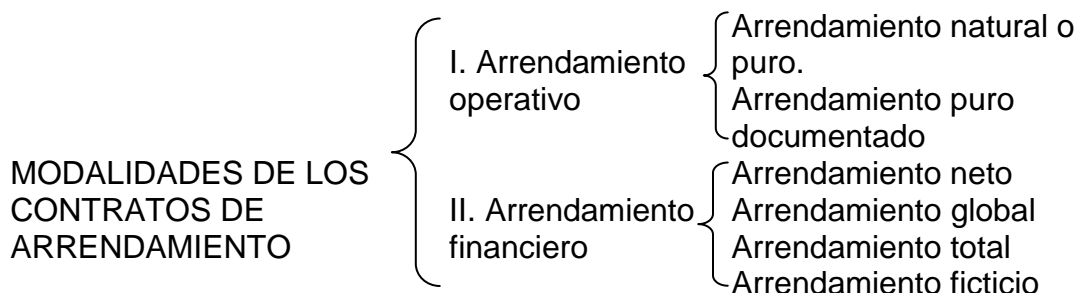 MODALIDADES DE LOS
CONTRATOS DE
ARRENDAMIENTO
I. Arrendamiento
operativo
Arrendamiento natural o
puro.
Arrendamiento puro
documentado
II. Arrendamiento
financiero
Arrendamiento neto
Arrendamiento global
Arrendamiento total
Arrendamiento ficticio